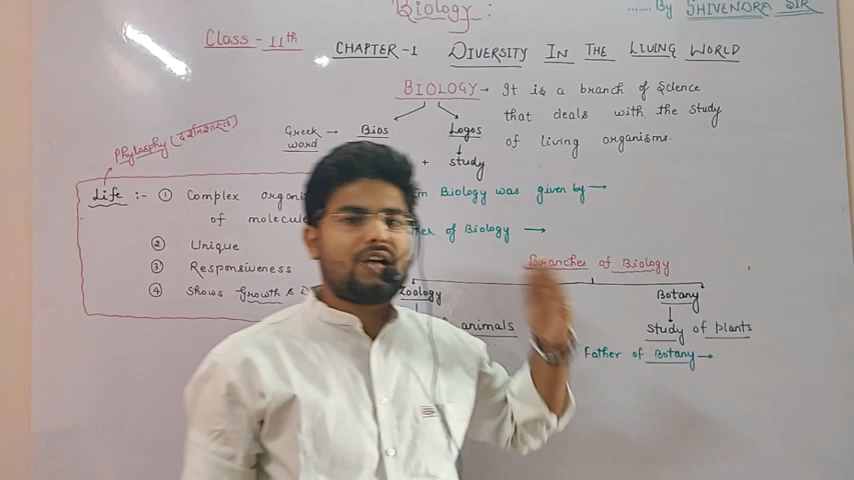 Biology :
...... By SHIVENDRA SIR
Class - 11th
CHAPTER-1 DIVERSITY IN THE LIVING WORLD
BIOLOGY → It is a branch of Science
that deals with the study
of living organisms.
Greek → Bios Logos
word
+ study
Phylosphy (दर्शनशास्त्र)
Life :- ① Complex
of
② Unique
③ Responsiveness
④ Shows Growth &
Biology was given by →
of Biology →
Branches of Biology
Zoology Botany
animals
study of plants
Father of Botany →